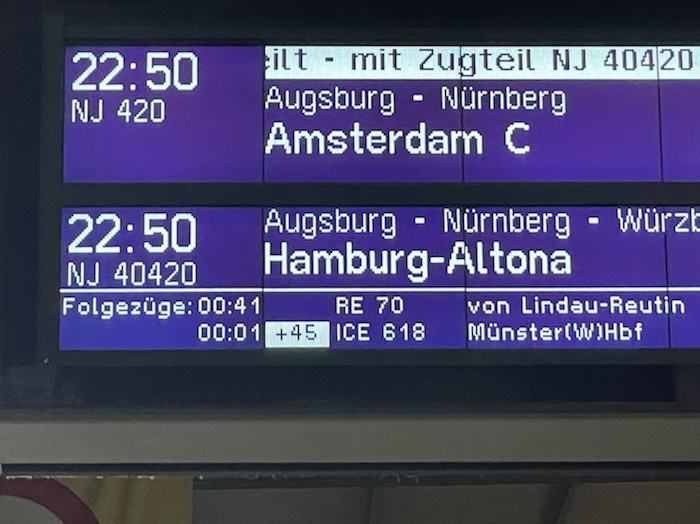 22:50 eilt - mit Zugteil NJ 40420
NJ 420 Augsburg - Nürnberg
Amsterdam C
22:50 Augsburg - Nürnberg - Würzb
NJ 40420 Hamburg-Altona
Folgezüge: 00:41 RE 70 von Lindau-Reutin
00:01 +45 ICE 618 Münster(W)Hbf